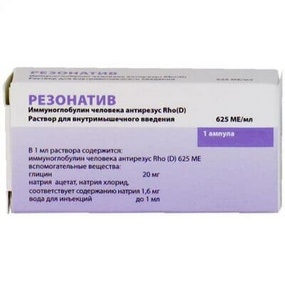 РЕЗОНАТИВ
Иммуноглобулин человека антирезус Rho(D)
Раствор для внутримышечного введения
625 МЕ/мл
1 ампула
В 1 мл раствора содержится:
иммуноглобулин человека антирезус Rho (D) 625 МЕ
вспомогательные вещества:
глицин 20 мг
натрия ацетат, натрия хлорид,
соответствует содержанию натрия 1,6 мг
вода для инъекций до 1 мл